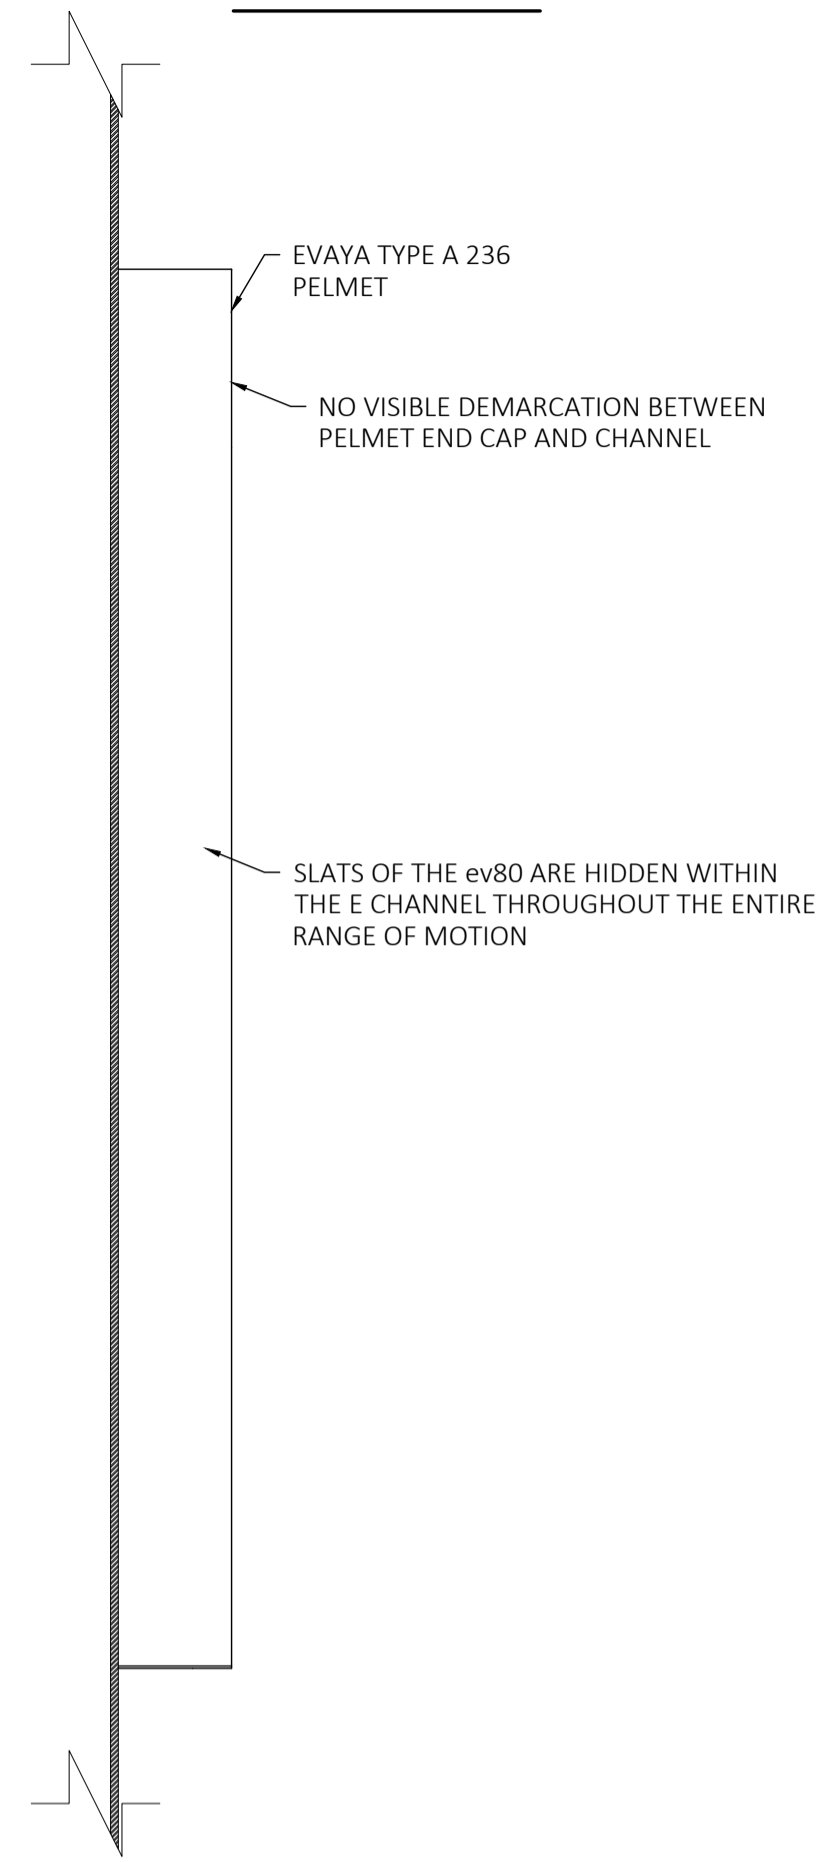 EVAYA TYPE A 236
PELMET
NO VISIBLE DEMARCATION BETWEEN
PELMET END CAP AND CHANNEL
SLATS OF THE ev80 ARE HIDDEN WITHIN
THE E CHANNEL THROUGHOUT THE ENTIRE
RANGE OF MOTION